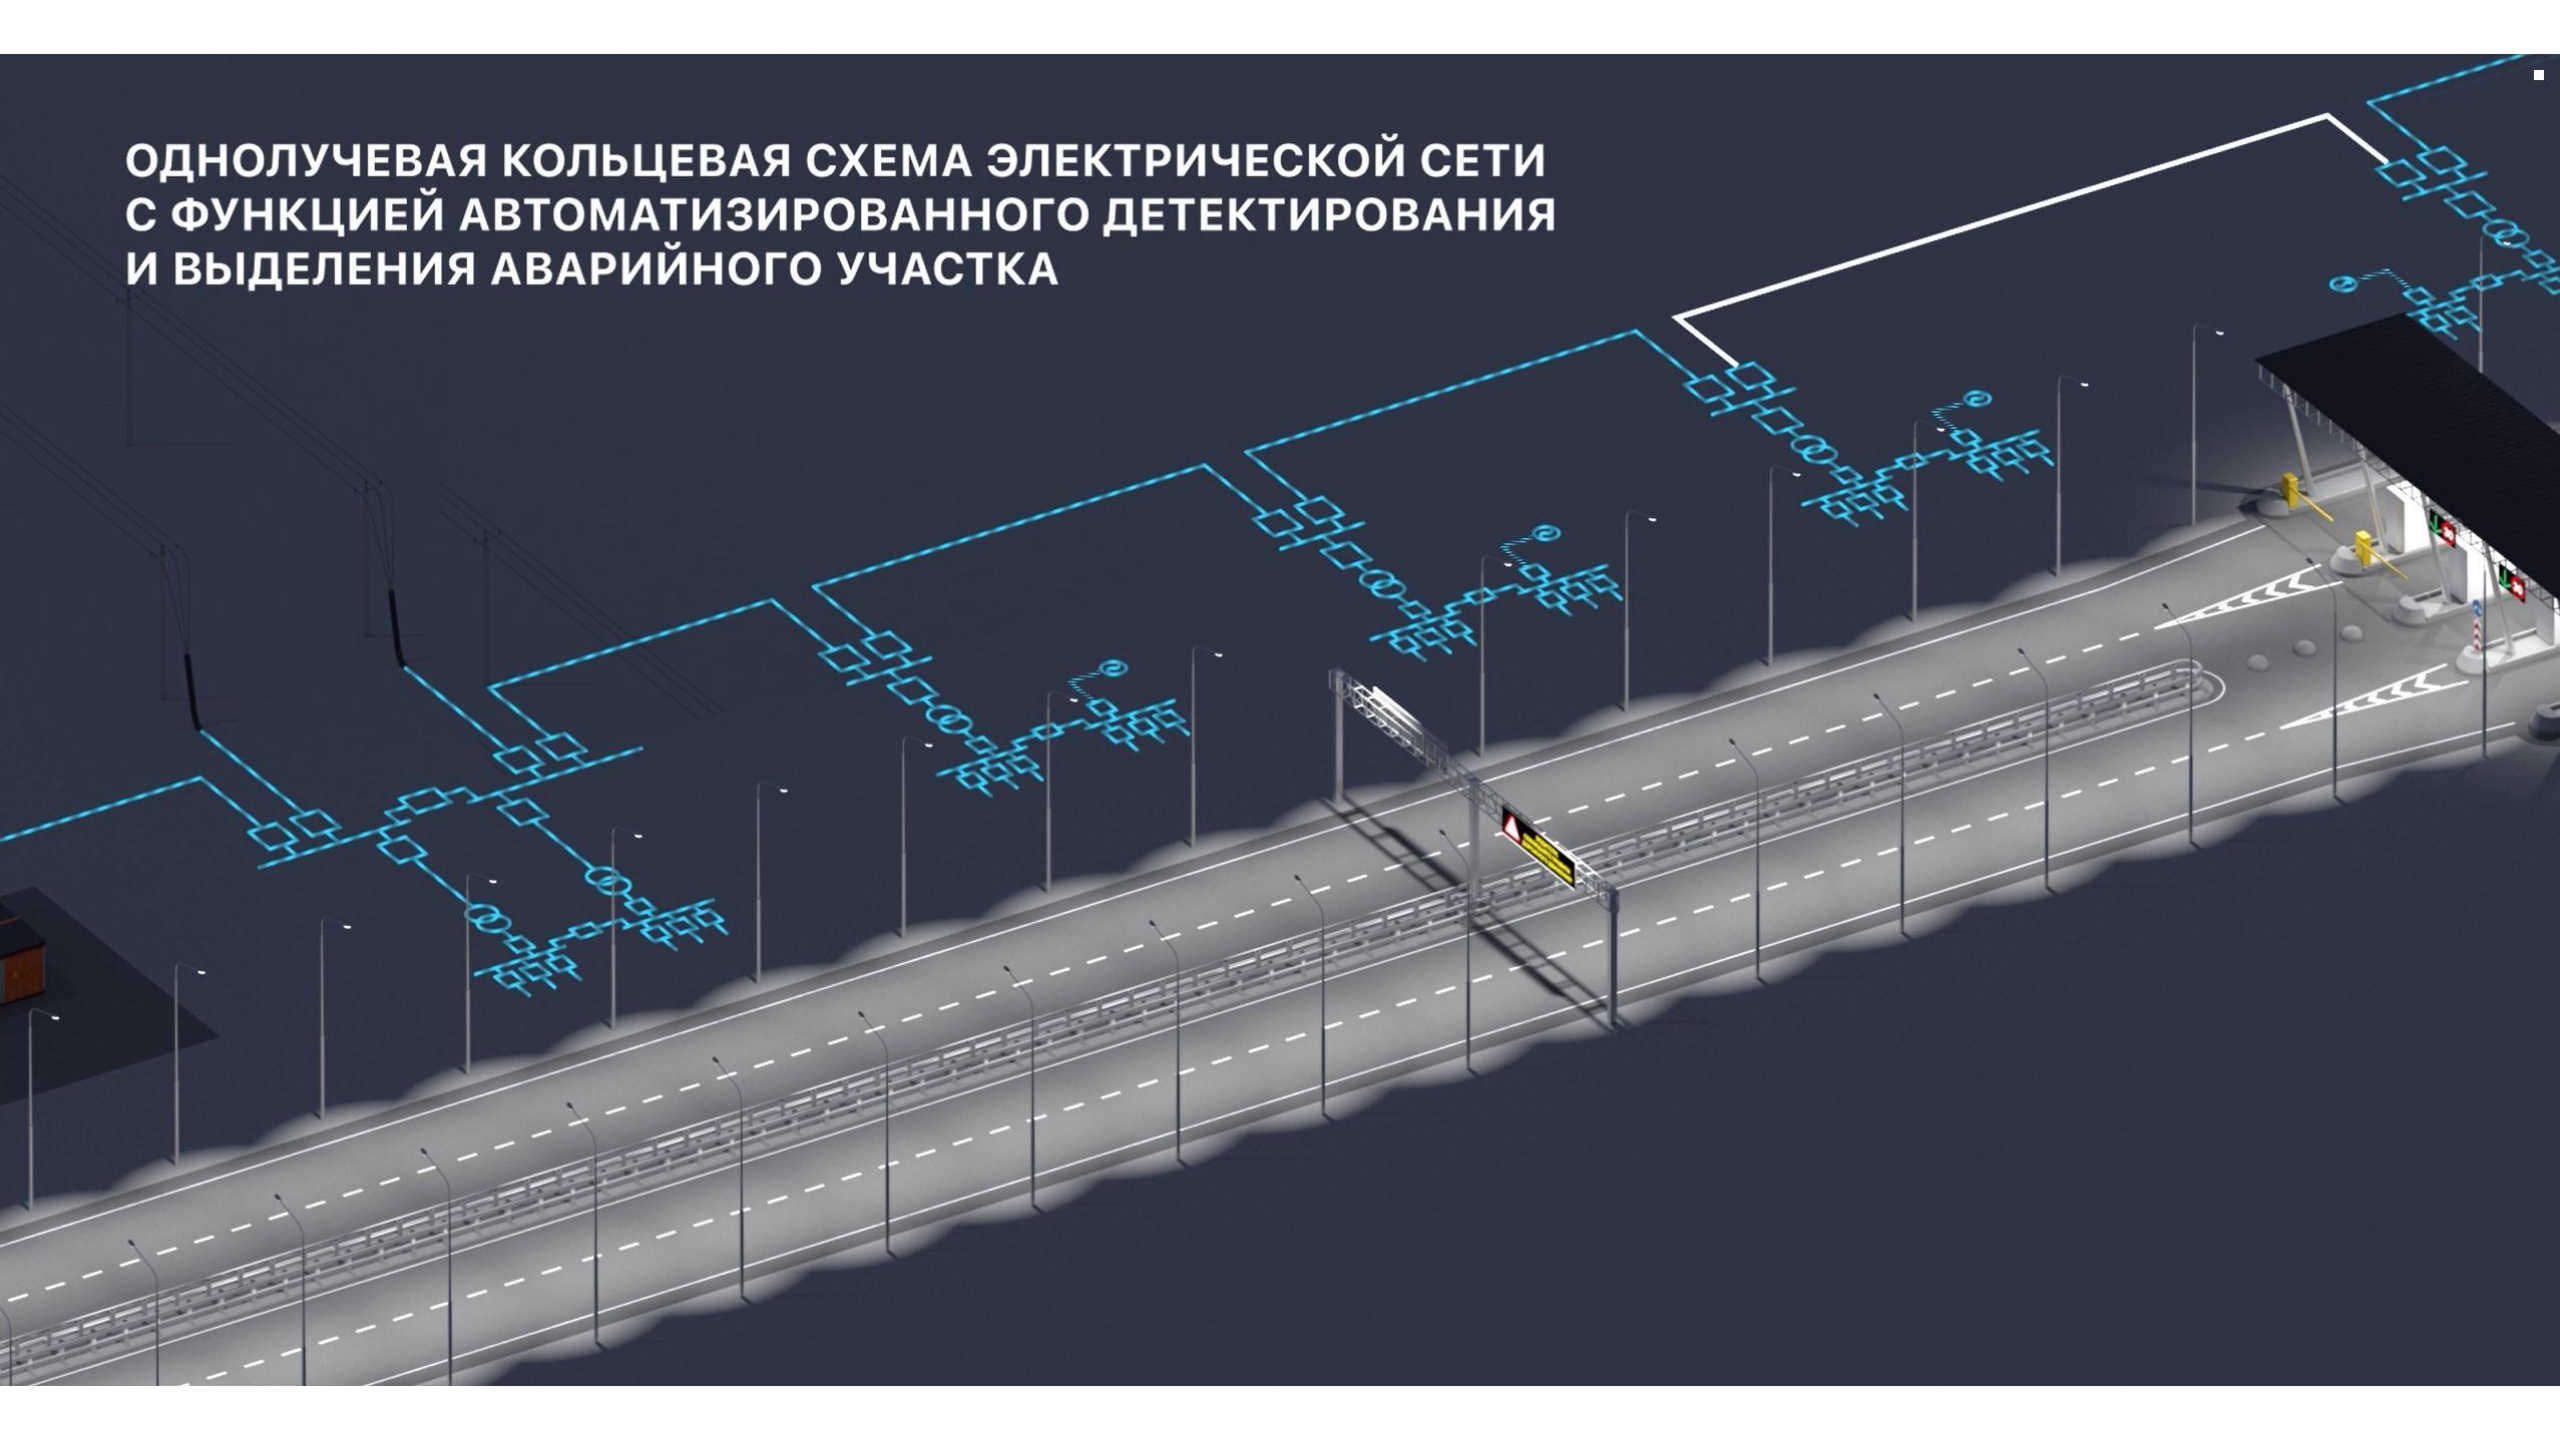 ОДНОЛУЧЕВАЯ КОЛЬЦЕВАЯ СХЕМА ЭЛЕКТРИЧЕСКОЙ СЕТИ
С ФУНКЦИЕЙ АВТОМАТИЗИРОВАННОГО ДЕТЕКТИРОВАНИЯ
И ВЫДЕЛЕНИЯ АВАРИЙНОГО УЧАСТКА